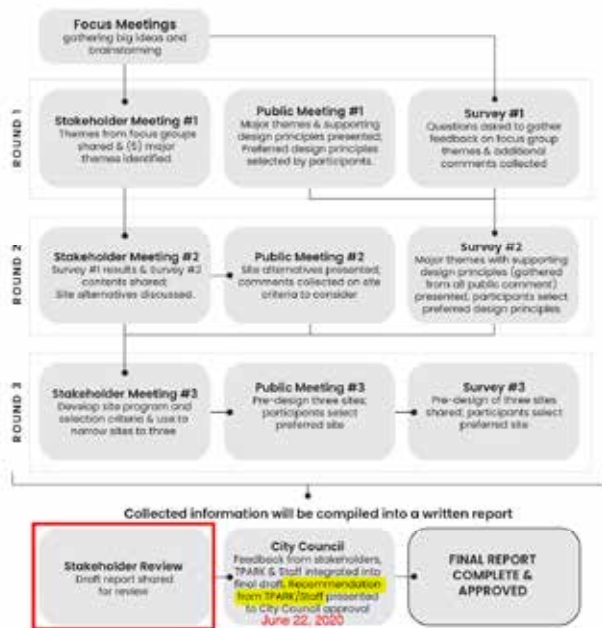 Focus Meetings
gathering big ideas and
brainstorming
ROUND 1
Stakeholder Meeting #1
Themes from focus groups
shared & (5) major
themes identified
Public Meeting #1
Major themes & supporting
design principles presented;
Preferred design principles
selected by participants.
Survey #1
Questions asked to gather
feedback on focus group
themes & additional
comments collected
ROUND 2
Stakeholder Meeting #2
Survey #1 results & Survey #2
contents shared;
Site alternatives discussed.
Public Meeting #2
Site alternatives presented;
comments collected on site
criteria to consider
Survey #2
Major themes with supporting
design principles (gathered
from all public comment)
presented, participants select
preferred design principles
ROUND 3
Stakeholder Meeting #3
Develop site program and
selection criteria & use to
narrow sites to three
Public Meeting #3
Pre-design three sites;
participants select
preferred site
Survey #3
Pre-design of three sites
shared; participants select
preferred site
Collected information will be compiled into a written report
Stakeholder Review
Draft report shared
for review
City Council
Feedback from stakeholders,
TPARK & Staff integrated into
final draft. Recommendation
from TPARK/Staff presented
to City Council approval
June 22, 2020
FINAL REPORT
COMPLETE &
APPROVED